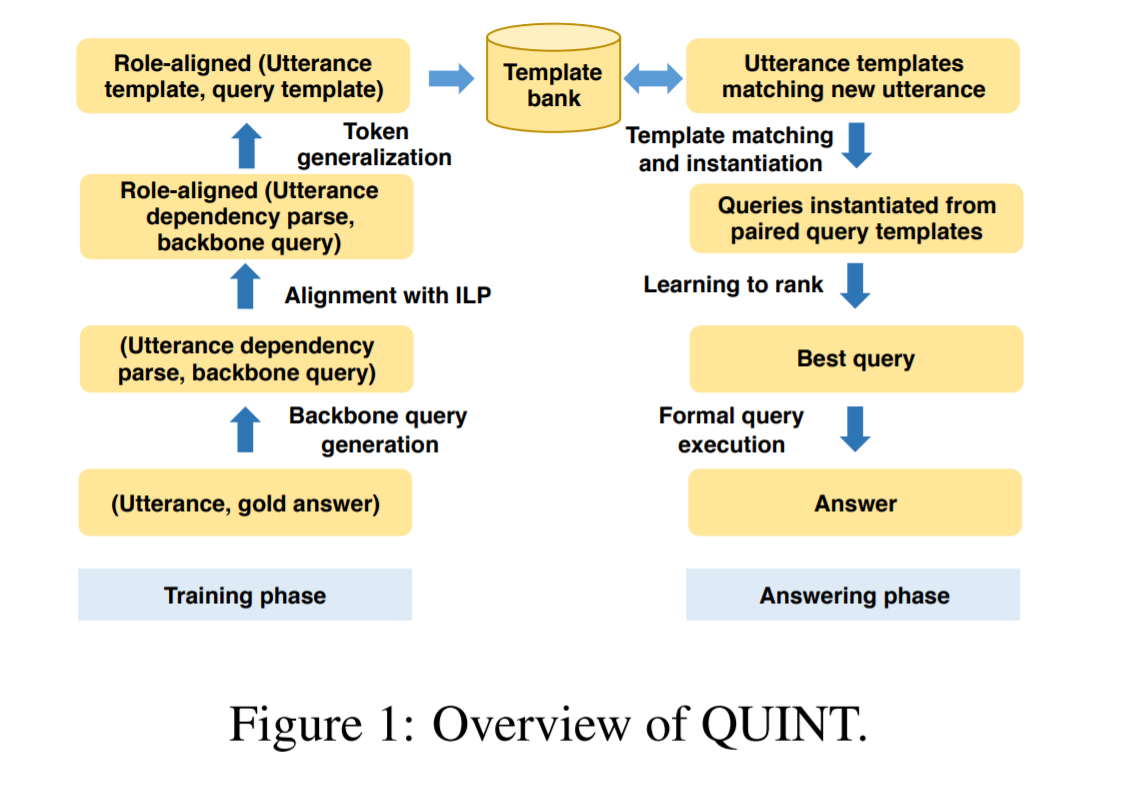 Role-aligned (Utterance
template, query template)
Template
bank
Utterance templates
matching new utterance
Token
generalization
Template matching
and instantiation
Role-aligned (Utterance
dependency parse,
backbone query)
Queries instantiated from
paired query templates
Alignment with ILP
Learning to rank
(Utterance dependency
parse, backbone query)
Best query
Backbone query
generation
Formal query
execution
(Utterance, gold answer)
Answer
Training phase
Answering phase
Figure 1: Overview of QUINT.